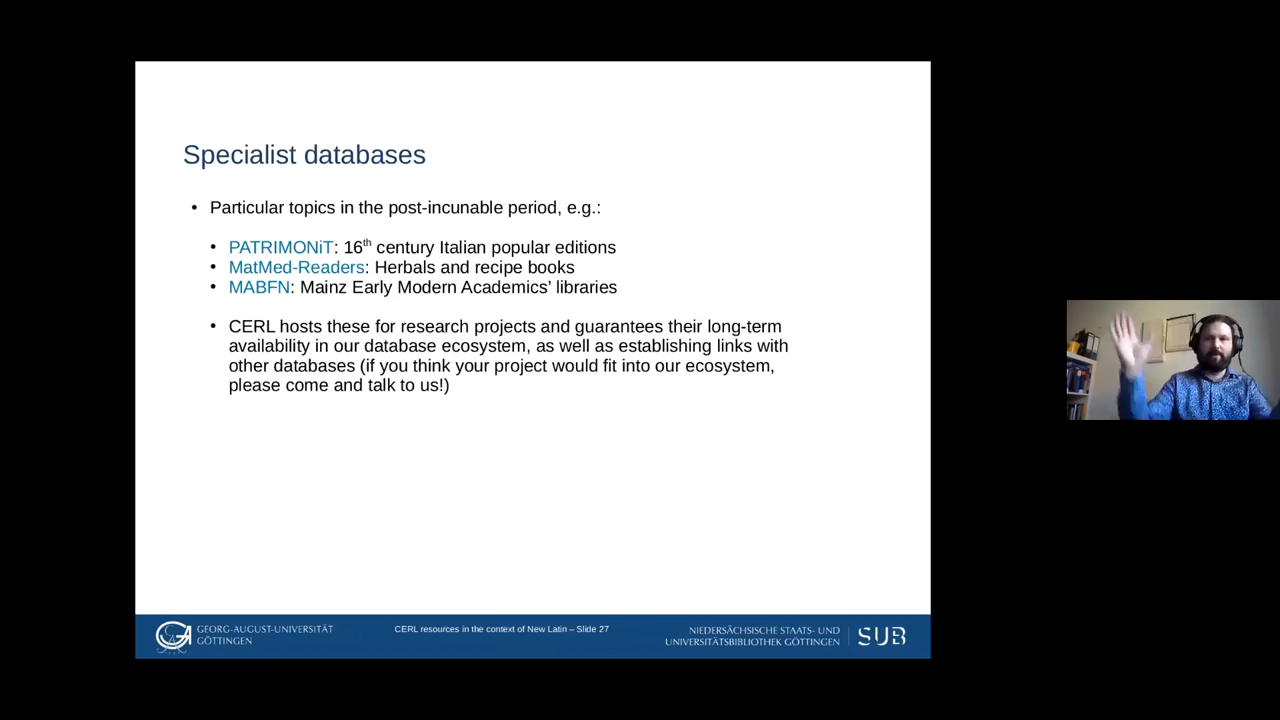 Specialist databases
• Particular topics in the post-incunable period, e.g.:
• PATRIMONiT: 16th century Italian popular editions
• MatMed-Readers: Herbals and recipe books
• MABFN: Mainz Early Modern Academics’ libraries
• CERL hosts these for research projects and guarantees their long-term
availability in our database ecosystem, as well as establishing links with
other databases (if you think your project would fit into our ecosystem,
please come and talk to us!)
GEORG-AUGUST-UNIVERSITÄT
GÖTTINGEN
CERL resources in the context of New Latin – Slide 27
NIEDERSÄCHSISCHE STAATS- UND
UNIVERSITÄTSBIBLIOTHEK GÖTTINGEN
SUB